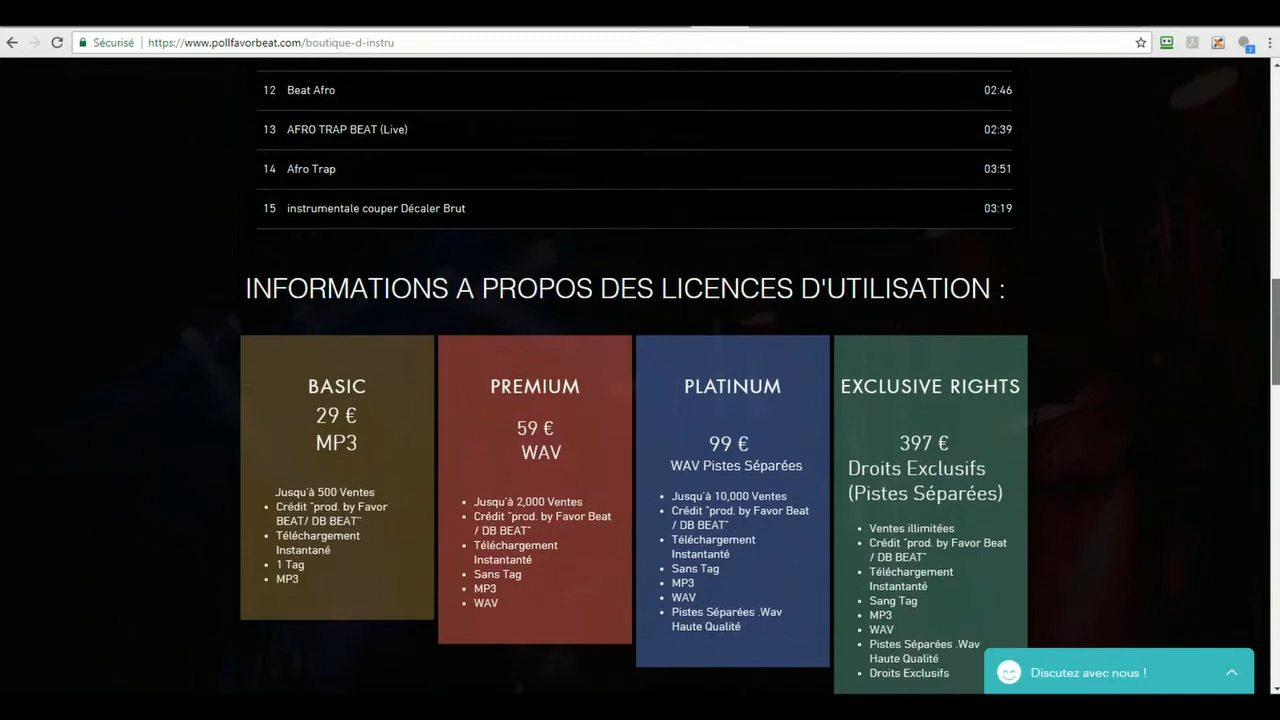 Sécurisé https://www.pollfavorbeat.com/boutique-d-instru
7
12 Beat Afro 02:46
13 AFRO TRAP BEAT (Live) 02:39
14 Afro Trap 03:51
15 instrumentale couper Décaler Brut 03:19
INFORMATIONS A PROPOS DES LICENCES D'UTILISATION :
BASIC
29 €
MP3
Jusqu'à 500 Ventes
Crédit "prod. by Favor
BEAT/ DB BEAT"
Téléchargement
Instantané
1 Tag
MP3
PREMIUM
59 €
WAV
Jusqu'à 2,000 Ventes
Crédit "prod. by Favor Beat
/ DB BEAT"
Téléchargement
Instantanté
Sans Tag
MP3
WAV
PLATINUM
99 €
WAV Pistes Séparées
Jusqu'à 10,000 Ventes
Crédit "prod. by Favor Beat
/ DB BEAT"
Téléchargement
Instantanté
Sans Tag
MP3
WAV
Pistes Séparées .Wav
Haute Qualité
EXCLUSIVE RIGHTS
397 €
Droits Exclusifs
(Pistes Séparées)
Ventes illimitées
Crédit "prod. by Favor Beat
/ DB BEAT"
Téléchargement
Instantanté
Sang Tag
MP3
WAV
Pistes Séparées .Wav
Haute Qualité
Droits Exclusifs
Discutez avec nous !